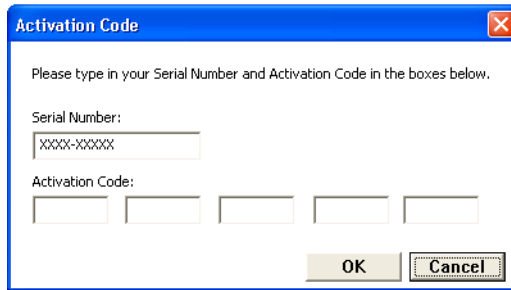 Activation Code
Please type in your Serial Number and Activation Code in the boxes below.
Serial Number:
XXXX-XXXXX
Activation Code:
OK Cancel